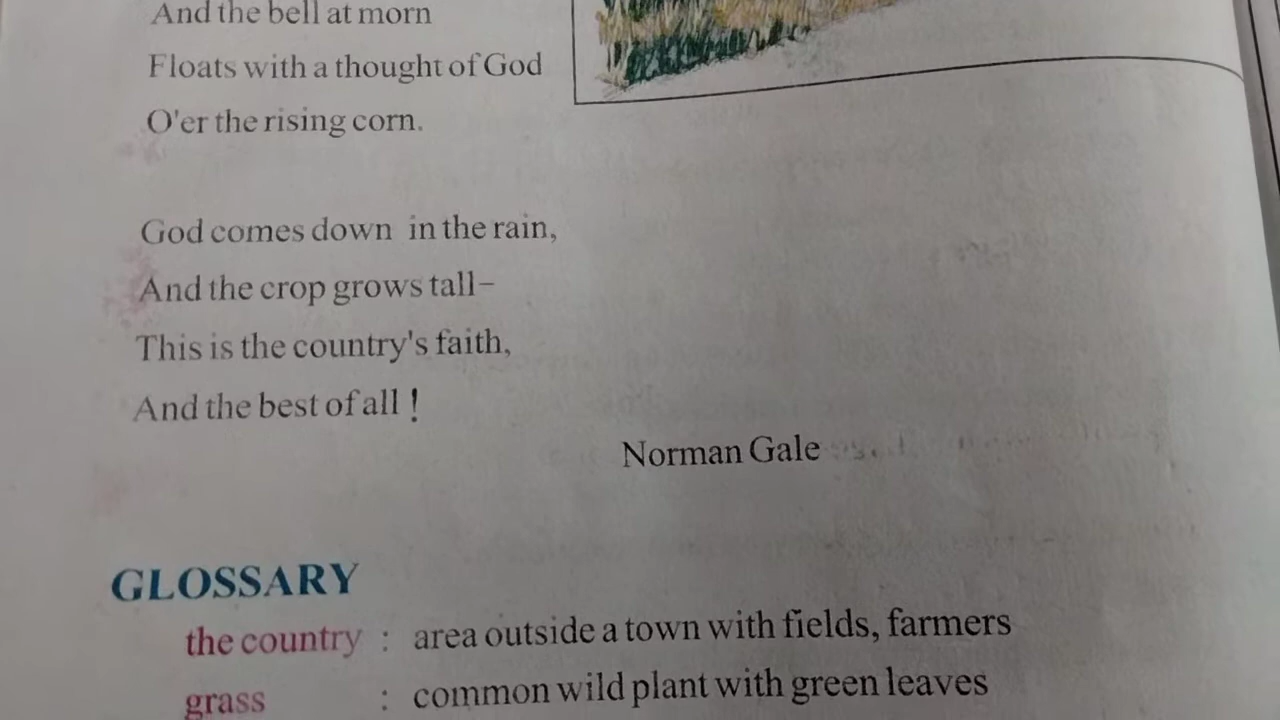 And the bell at morn
Floats with a thought of God
O'er the rising corn.
God comes down in the rain,
And the crop grows tall–
This is the country's faith,
And the best of all !
Norman Gale
GLOSSARY
the country : area outside a town with fields, farmers
grass : common wild plant with green leaves